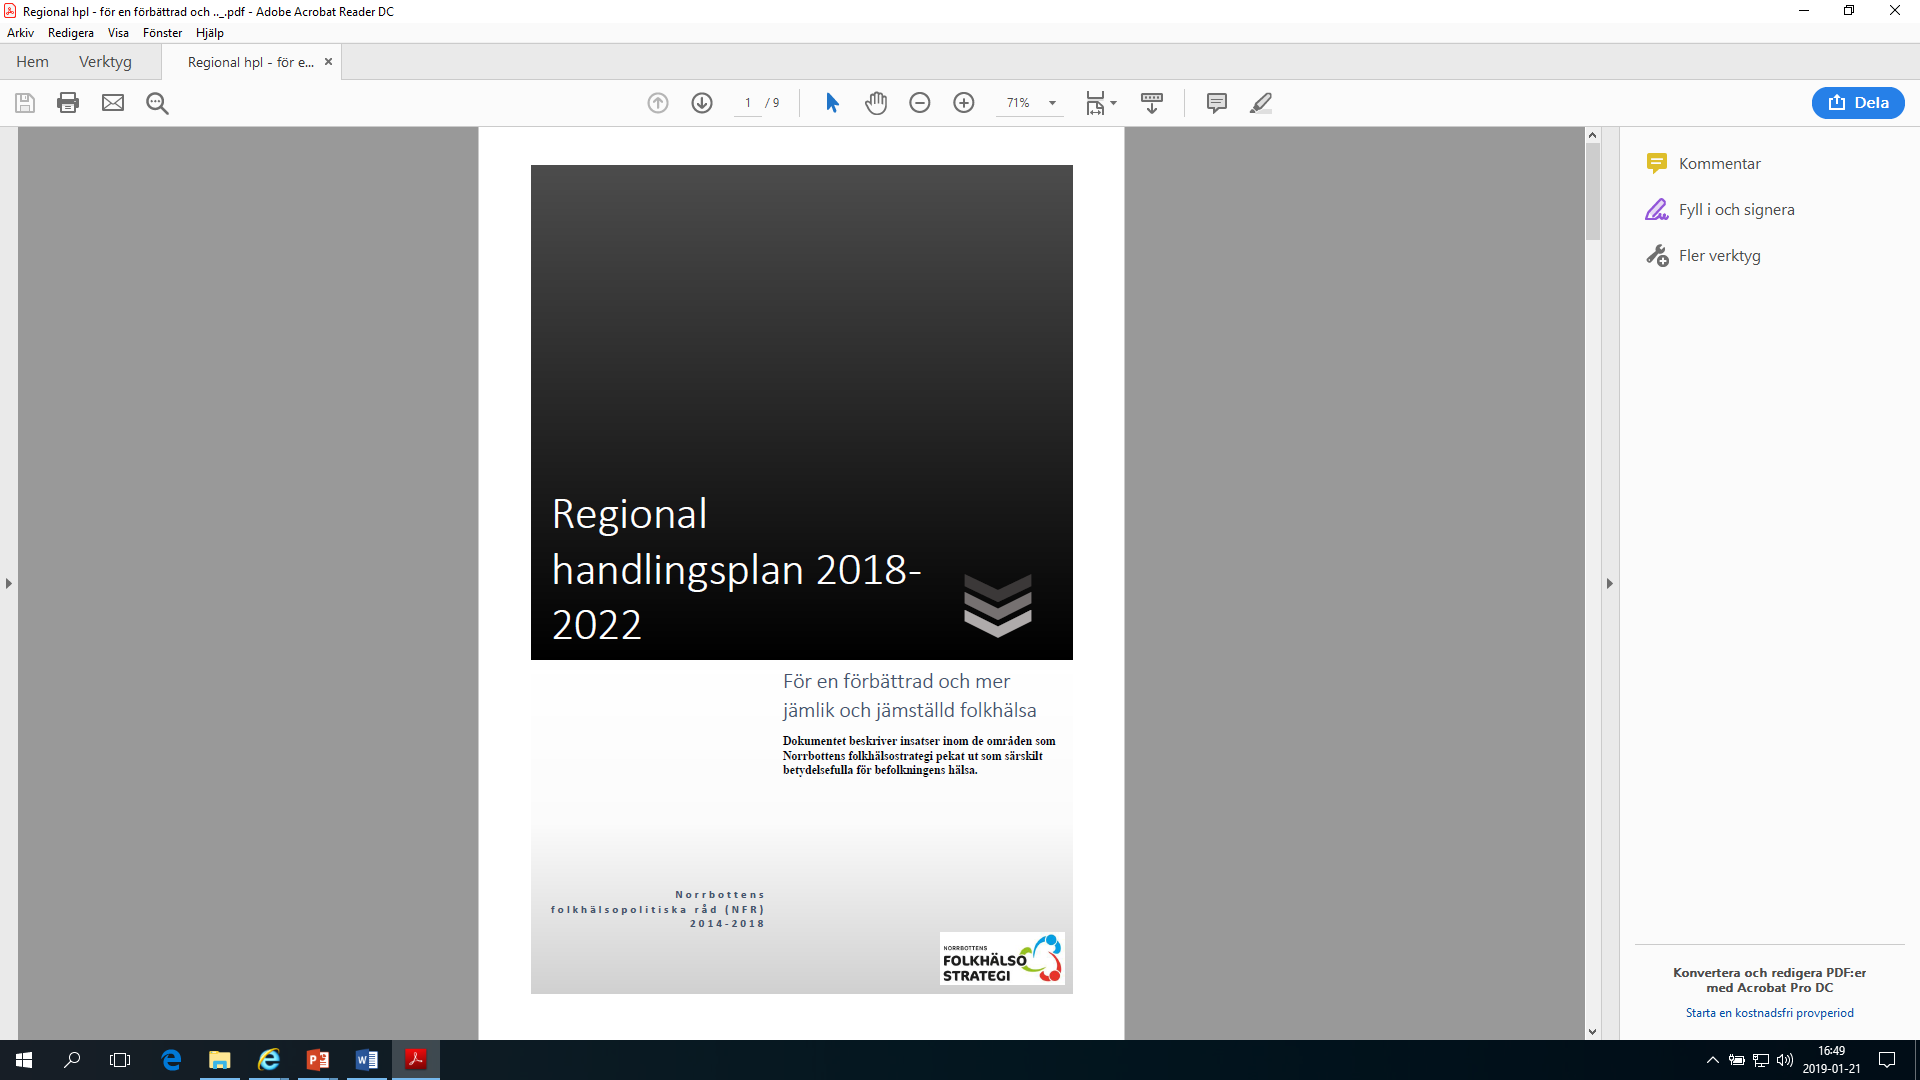 Regional hpl - för en förbättrad och .._.pdf - Adobe Acrobat Reader DC
Arkiv Redigera Visa Fönster Hjälp
Hem Verktyg Regional hpl - för e... ×
1 / 9 71% Dela
Kommentar
Fyll i och signera
Fler verktyg
Regional
handlingsplan 2018-
2022
För en förbättrad och mer
jämlik och jämställd folkhälsa
Dokumentet beskriver insatser inom de områden som
Norrbottens folkhälsostrategi pekat ut som särskilt
betydelsefulla för befolkningens hälsa.
Norrbottens
folkhälsopolitiska råd (NFR)
2014-2018
NORRBOTTENS
FOLKHÄLSO
STRATEGI
Konvertera och redigera PDF:er
med Acrobat Pro DC
Starta en kostnadsfri provperiod
16:49
2019-01-21